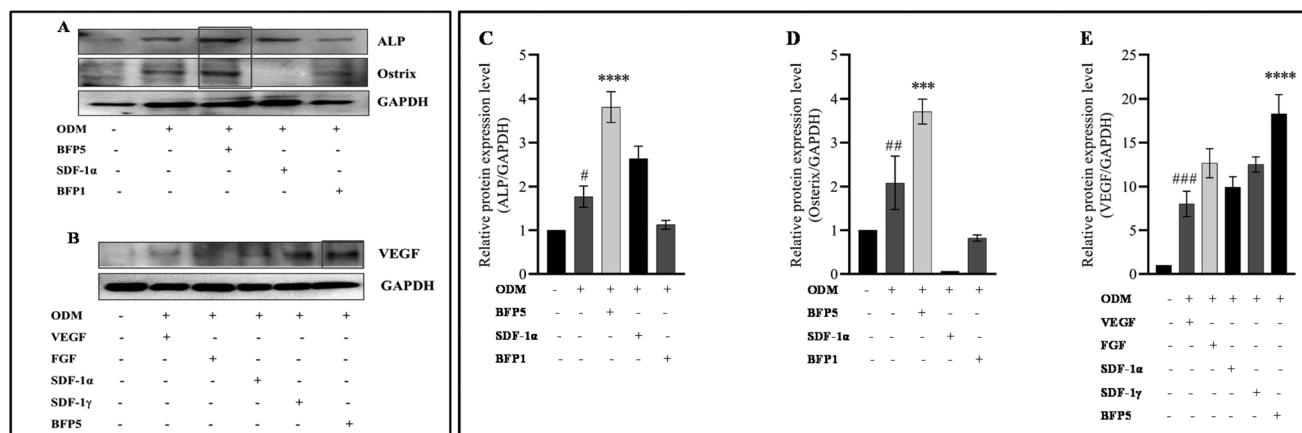 A
ALP
Ostrix
GAPDH
ODM - + + + +
BFP5 - - + - -
SDF-1α - - - + -
BFP1 - - - - +
B
VEGF
GAPDH
ODM - + + + + +
VEGF - + - - - -
FGF - - + - - -
SDF-1α - - - + - -
SDF-1γ - - - - + -
BFP5 - - - - - +
C
Relative protein expression level
(ALP/GAPDH)
5
4
3
2
1
0
#
****
ODM - + + + +
BFP5 - - + - -
SDF-1α - - - + -
BFP1 - - - - +
D
Relative protein expression level
(Osterix/GAPDH)
5
4
3
2
1
0
##
***
ODM - + + + +
BFP5 - - + - -
SDF-1α - - - + -
BFP1 - - - - +
E
Relative protein expression level
(VEGF/GAPDH)
25
20
15
10
5
0
###
****
ODM - + + + + +
VEGF - + - - - -
FGF - - + - - -
SDF-1α - - - + - -
SDF-1γ - - - - + -
BFP5 - - - - - +